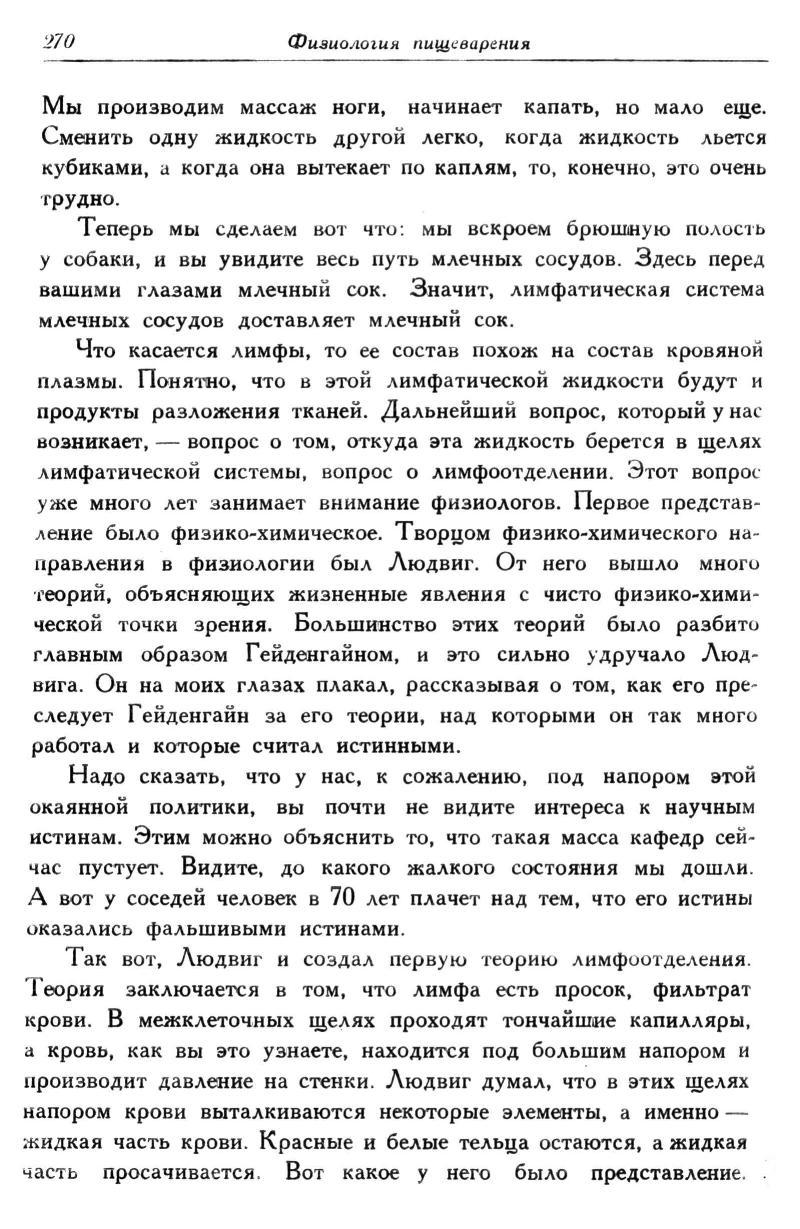 270 Физиология пищеварения
Мы производим массаж ноги, начинает капать, но мало еще.
Сменить одну жидкость другой легко, когда жидкость льется
кубиками, а когда она вытекает по каплям, то, конечно, это очень
трудно.
Теперь мы сделаем вот что: мы вскроем брюшную полость
у собаки, и вы увидите весь путь млечных сосудов. Здесь перед
вашими глазами млечный сок. Значит, лимфатическая система
млечных сосудов доставляет млечный сок.
Что касается лимфы, то ее состав похож на состав кровяной
плазмы. Понятно, что в этой лимфатической жидкости будут и
продукты разложения тканей. Дальнейший вопрос, который у нас
возникает, — вопрос о том, откуда эта жидкость берется в щелях
лимфатической системы, вопрос о лимфоотделении. Этот вопрос
уже много лет занимает внимание физиологов. Первое представ-
ление было физико-химическое. Творцом физико-химического на-
правления в физиологии был Людвиг. От него вышло много
теорий, объясняющих жизненные явления с чисто физико-хими-
ческой точки зрения. Большинство этих теорий было разбито
главным образом Гейденгайном, и это сильно удручало Люд-
вига. Он на моих глазах плакал, рассказывая о том, как его пре-
следует Гейденгайн за его теории, над которыми он так много
работал и которые считал истинными.
Надо сказать, что у нас, к сожалению, под напором этой
окаянной политики, вы почти не видите интереса к научным
истинам. Этим можно объяснить то, что такая масса кафедр сей-
час пустует. Видите, до какого жалкого состояния мы дошли.
А вот у соседей человек в 70 лет плачет над тем, что его истины
оказались фальшивыми истинами.
Так вот, Людвиг и создал первую теорию лимфоотделения.
Теория заключается в том, что лимфа есть просок, фильтрат
крови. В межклеточных щелях проходят тончайшие капилляры,
а кровь, как вы это узнаете, находится под большим напором и
производит давление на стенки. Людвиг думал, что в этих щелях
напором крови выталкиваются некоторые элементы, а именно —
жидкая часть крови. Красные и белые тельца остаются, а жидкая
часть просачивается. Вот какое у него было представление.